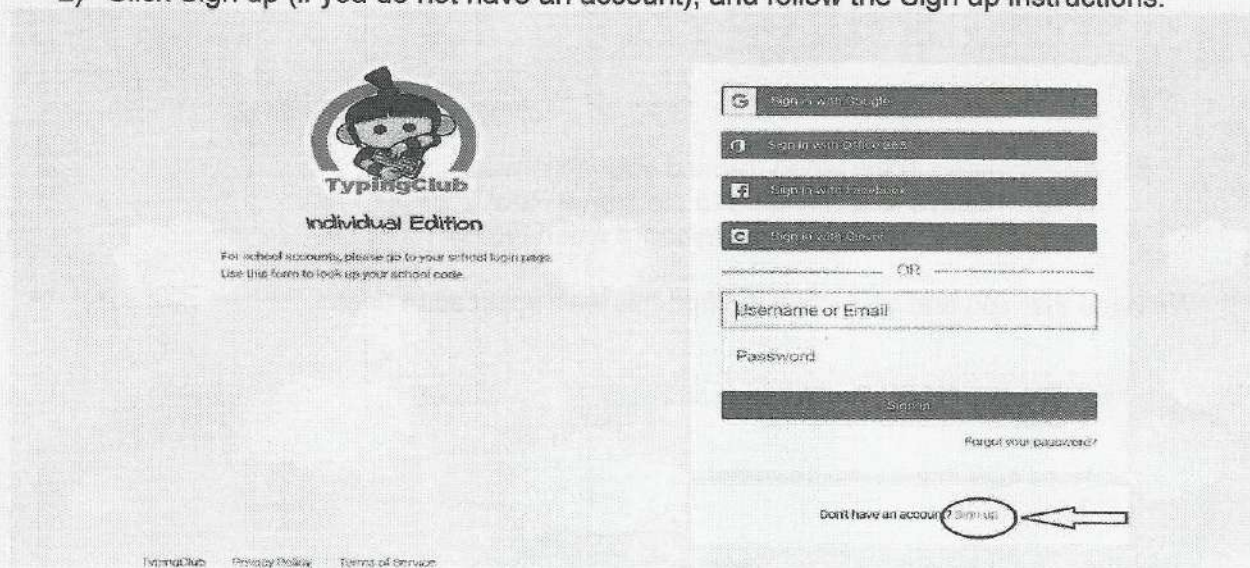 2) Click Sign up (if you do not have an account), and follow the Sign up instructions.
TypingClub
Individual Edition
For school accounts, please go to your school login page.
Use this form to look up your school code.
G Sign in with Google
Sign in with Office 365
f Sign in with Facebook
C Sign in with Clever
OR
Username or Email
Password
Sign in
Forgot your password?
Don't have an account? Sign up
TypingClub Privacy Policy Terms of Service